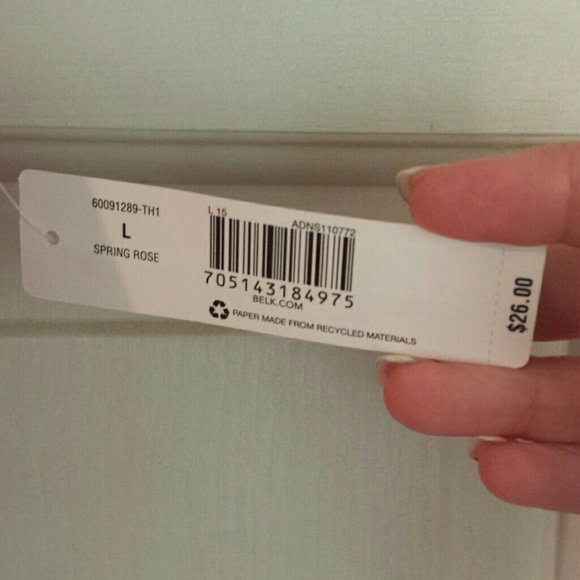 60091289-TH1
L
SPRING ROSE
L 15
ADNS110772
705143184975
BELK.COM
PAPER MADE FROM RECYCLED MATERIALS
$26.00